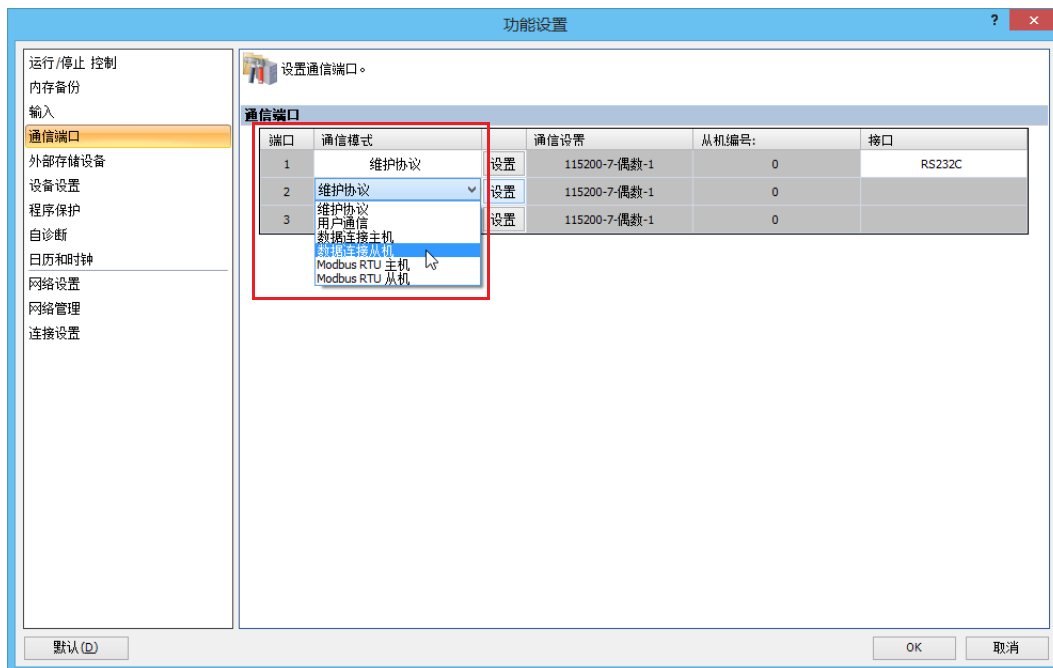 功能设置
?
运行/停止 控制
内存备份
输入
通信端口
外部存储设备
设备设置
程序保护
自诊断
日历和时钟
网络设置
网络管理
连接设置
设置通信端口。
通信端口
端口 通信模式 通信设置 从机编号: 接口
1 维护协议 设置 115200-7-偶数-1 0 RS232C
2 维护协议 设置 115200-7-偶数-1 0
3 设置 115200-7-偶数-1 0
维护协议
用户通信
数据连接主机
数据连接从机
Modbus RTU 主机
Modbus RTU 从机
默认(D) OK 取消